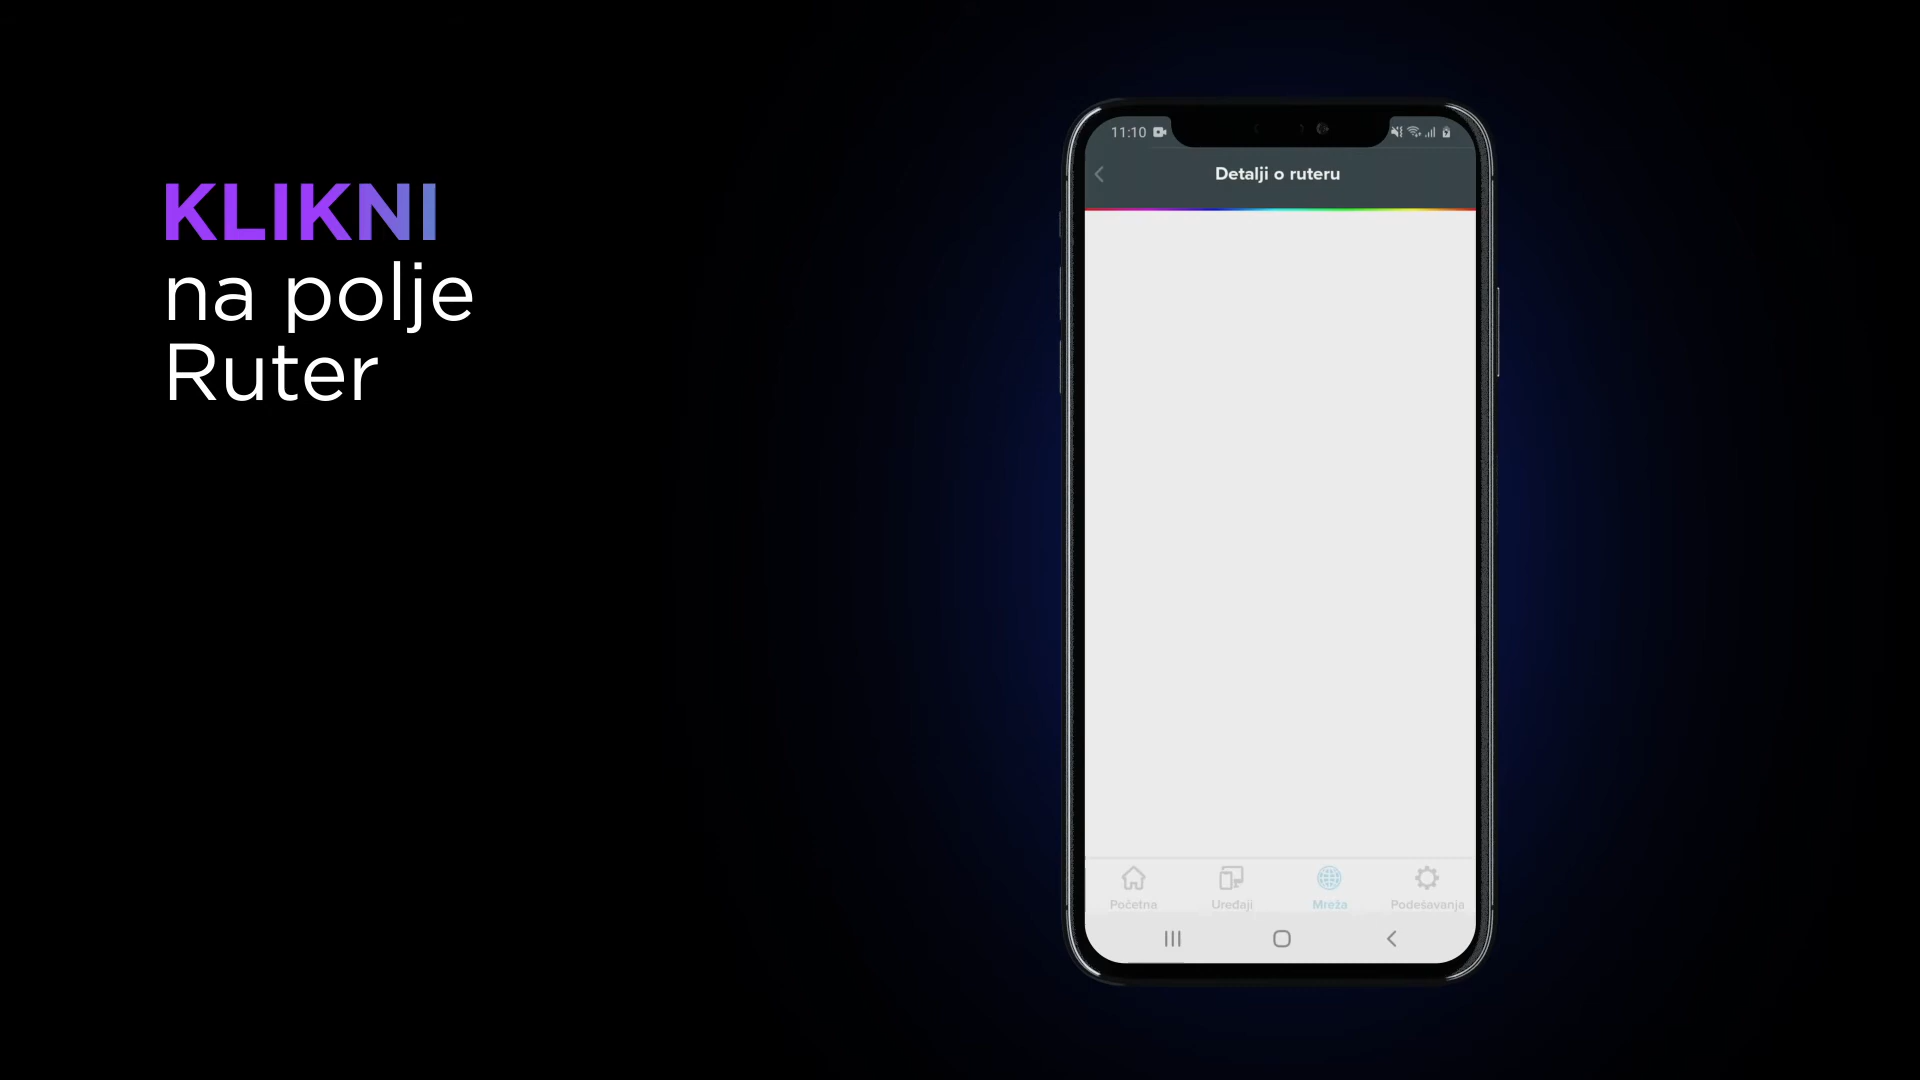 KLIKNI
na polje
Ruter
11:10
Detalji o ruteru
Početna Uređaji Mreža Podešavanja